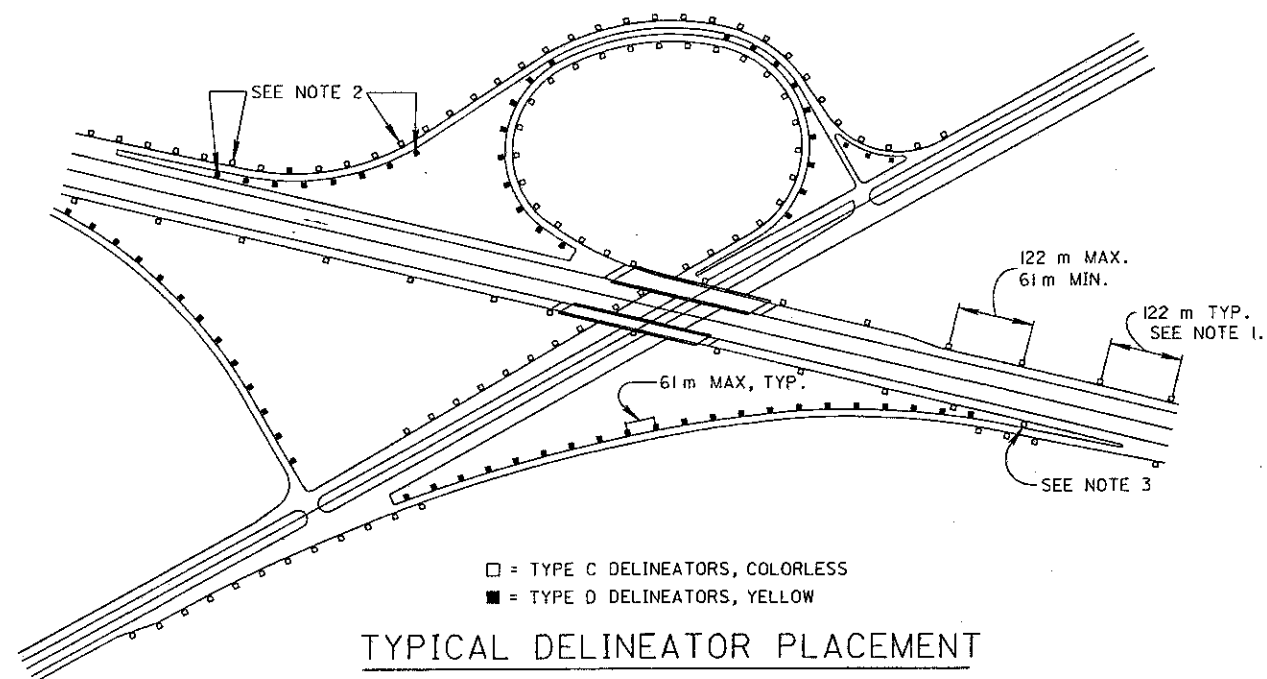 SEE NOTE 2
122 m MAX.
61 m MIN.
122 m TYP.
SEE NOTE 1.
61 m MAX, TYP.
SEE NOTE 3
□ = TYPE C DELINEATORS, COLORLESS
■ = TYPE D DELINEATORS, YELLOW
TYPICAL DELINEATOR PLACEMENT